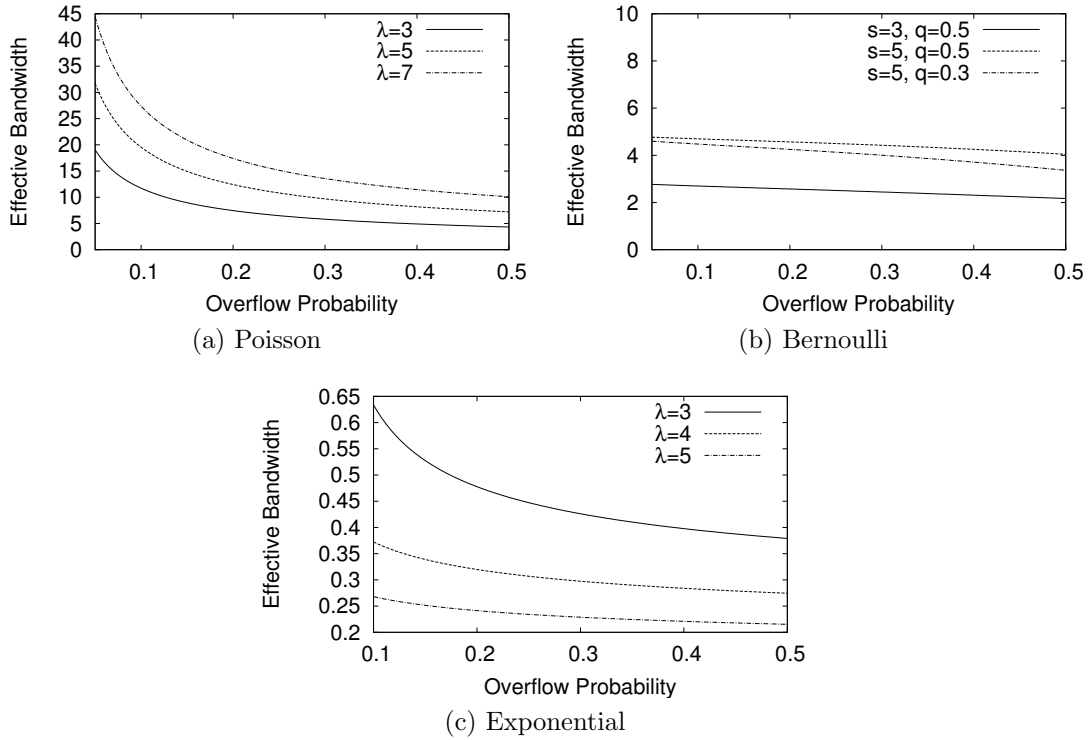 Effective Bandwidth
45
40
35
30
25
20
15
10
5
0
λ=3
λ=5
λ=7
0.1 0.2 0.3 0.4 0.5
Overflow Probability
(a) Poisson
Effective Bandwidth
10
8
6
4
2
0
s=3, q=0.5
s=5, q=0.5
s=5, q=0.3
0.1 0.2 0.3 0.4 0.5
Overflow Probability
(b) Bernoulli
Effective Bandwidth
0.65
0.6
0.55
0.5
0.45
0.4
0.35
0.3
0.25
0.2
λ=3
λ=4
λ=5
0.1 0.2 0.3 0.4 0.5
Overflow Probability
(c) Exponential